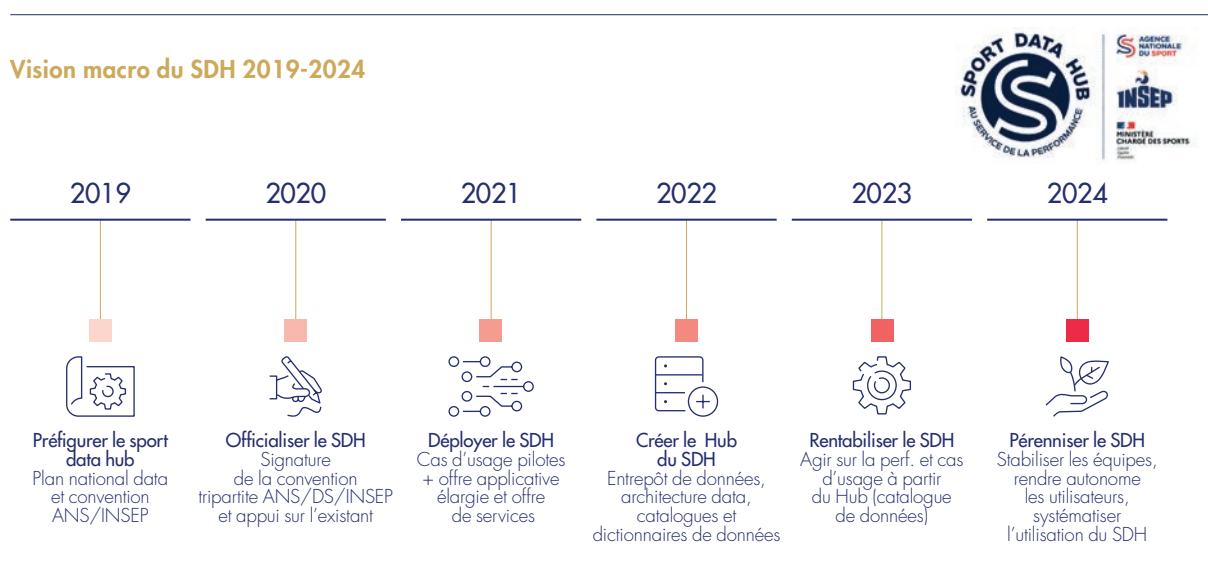 Vision macro du SDH 2019-2024
SPORT DATA HUB
AU SERVICE DE LA PERFORMANCE
AGENCE
NATIONALE
DU SPORT
INSEP
MINISTÈRE
CHARGÉ DES SPORTS
2019
Préfigurer le sport
data hub
Plan national data
et convention
ANS/INSEP
2020
Officialiser le SDH
Signature
de la convention
tripartite ANS/DS/INSEP
et appui sur l'existant
2021
Déployer le SDH
Cas d'usage pilotes
+ offre applicative
élargie et offre
de services
2022
Créer le Hub
du SDH
Entrepôt de données,
architecture data,
catalogues et
dictionnaires de données
2023
Rentabiliser le SDH
Agir sur la perf. et cas
d'usage à partir
du Hub (catalogue
de données)
2024
Pérenniser le SDH
Stabiliser les équipes,
rendre autonome
les utilisateurs,
systématiser
l'utilisation du SDH